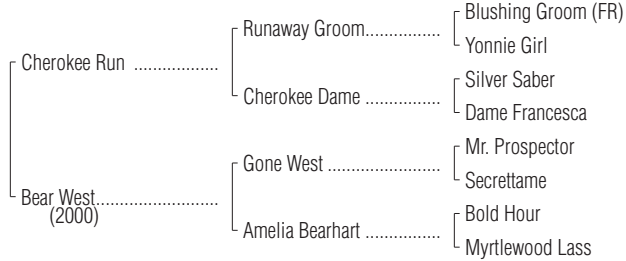 Blushing Groom (FR)
Runaway Groom..................
Yonnie Girl
Cherokee Run ..................
Silver Saber
Cherokee Dame ................
Dame Francesca
Mr. Prospector
Gone West .......................
Secrettame
Bear West..........................
(2000)
Bold Hour
Amelia Bearhart ................
Myrtlewood Lass